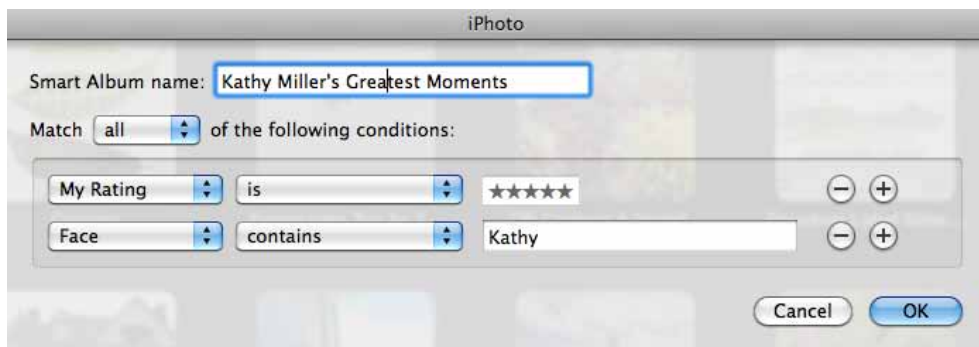 iPhoto
Smart Album name: Kathy Miller's Greatest Moments
Match all of the following conditions:
My Rating is ★★★★★
Face contains Kathy
Cancel OK